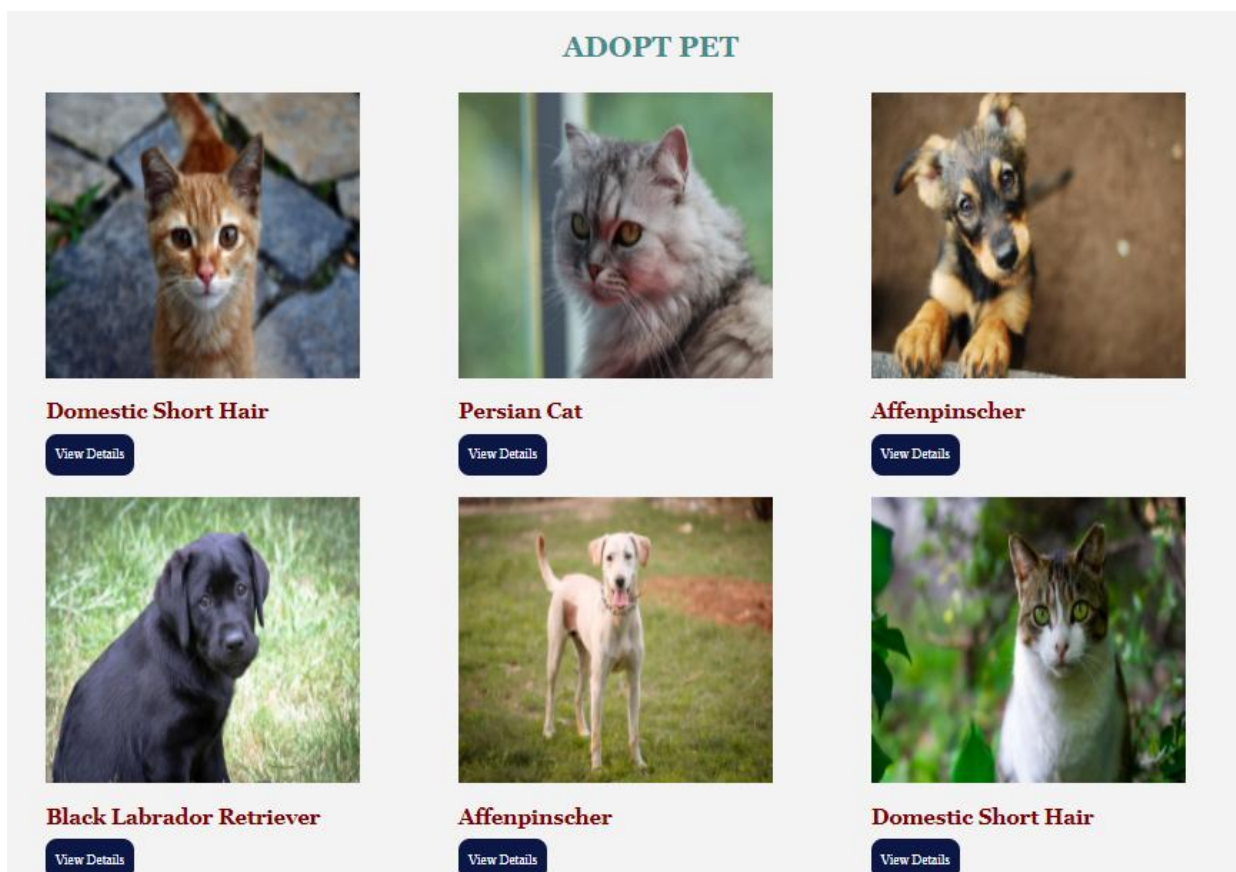 ADOPT PET
Domestic Short Hair
Persian Cat
Affenpinscher
View Details
View Details
View Details
Black Labrador Retriever
Affenpinscher
Domestic Short Hair
View Details
View Details
View Details